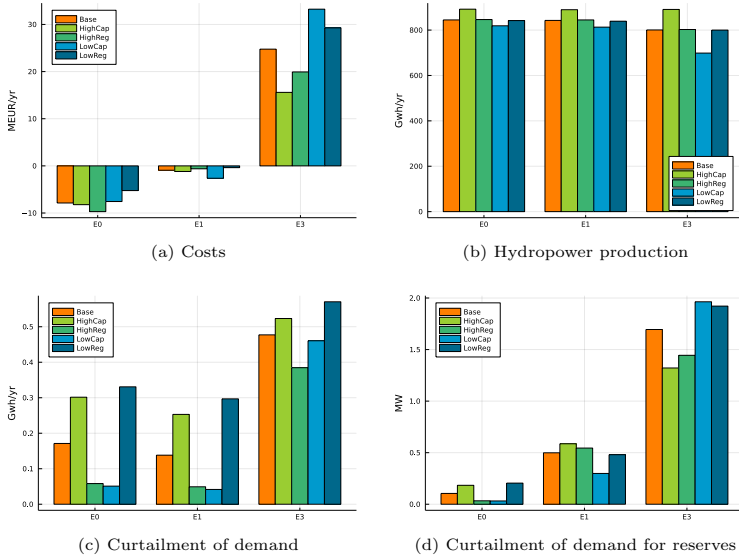 30
20
10
0
−10
MEUR/yr
Base
HighCap
HighReg
LowCap
LowReg
E0
E1
E3
(a) Costs
800
600
400
200
0
Gwh/yr
Base
HighCap
HighReg
LowCap
LowReg
E0
E1
E3
(b) Hydropower production
0.5
0.4
0.3
0.2
0.1
0.0
Gwh/yr
Base
HighCap
HighReg
LowCap
LowReg
E0
E1
E3
(c) Curtailment of demand
2.0
1.5
1.0
0.5
0.0
MW
Base
HighCap
HighReg
LowCap
LowReg
E0
E1
E3
(d) Curtailment of demand for reserves